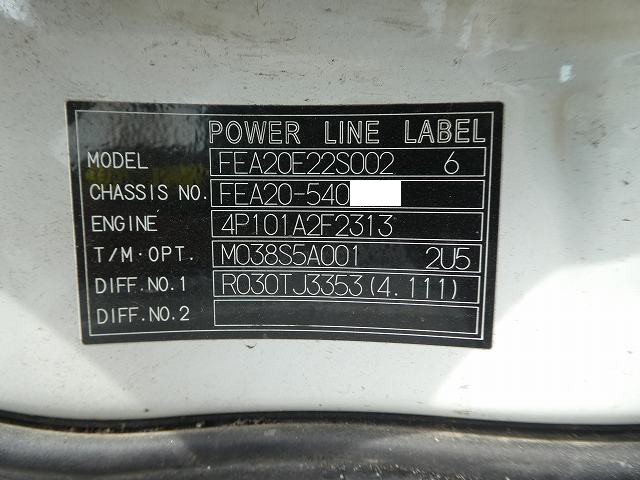 POWER LINE LABEL
MODEL FEA20E22S002 6
CHASSIS NO. FEA20-540
ENGINE 4P101A2F2313
T/M.OPT. M038S5A001 2U5
DIFF.NO.1 R030TJ3353(4.111)
DIFF.NO.2